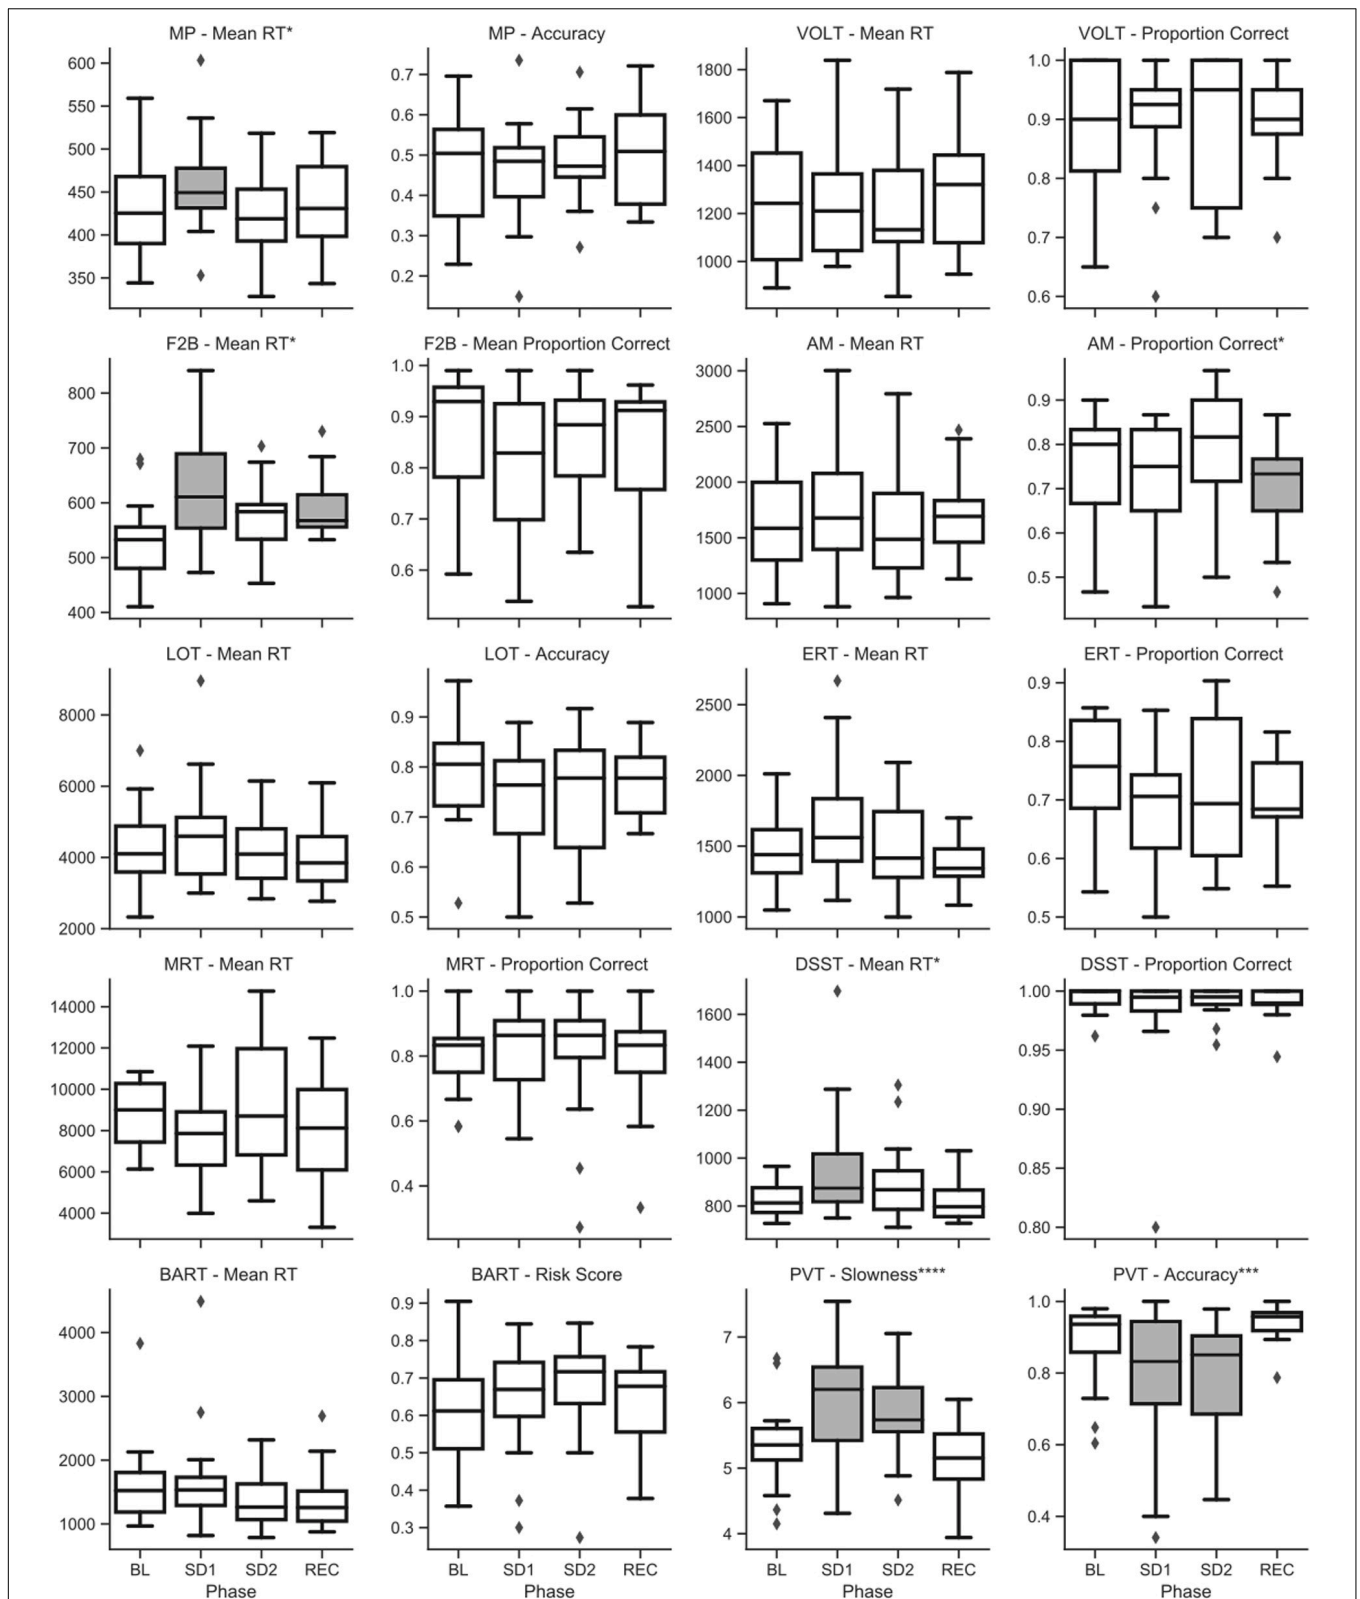 MP - Mean RT* MP - Accuracy VOLT - Mean RT VOLT - Proportion Correct
600 0.7 1800 1.0
550 0.6 1600 0.9
500 0.5 1400 0.8
450 0.4 1200 0.7
400 0.3 1000 0.6
350 0.2
F2B - Mean RT* F2B - Mean Proportion Correct AM - Mean RT AM - Proportion Correct*
800 1.0 3000 0.9
700 0.9 2500 0.8
600 0.8 2000 0.7
500 0.7 1500 0.6
400 0.6 1000 0.5
LOT - Mean RT LOT - Accuracy ERT - Mean RT ERT - Proportion Correct
8000 0.9 2500 0.9
6000 0.8 2000 0.8
4000 0.7 1500 0.7
2000 0.6 1000 0.6
0.5 0.5
MRT - Mean RT MRT - Proportion Correct DSST - Mean RT* DSST - Proportion Correct
14000 1.0 1600 1.00
12000 0.8 1400 0.95
10000 0.6 1200 0.90
8000 0.4 1000 0.85
6000 800 0.80
4000
BART - Mean RT BART - Risk Score PVT - Slowness**** PVT - Accuracy***
4000 0.9 7 1.0
3000 0.8 6 0.8
2000 0.7 5 0.6
1000 0.6 4 0.4
0.5
0.4
0.3
BL SD1 SD2 REC BL SD1 SD2 REC BL SD1 SD2 REC BL SD1 SD2 REC
Phase Phase Phase Phase